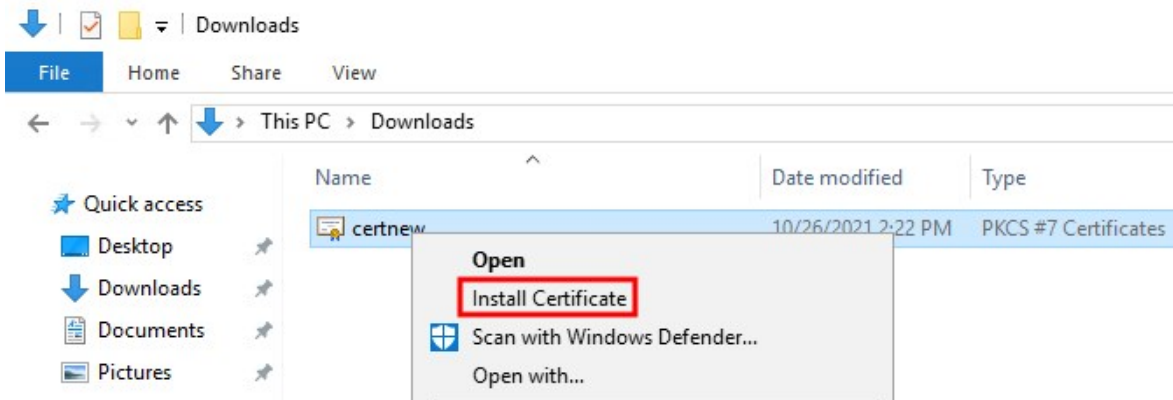 Downloads
File Home Share View
This PC > Downloads
Name Date modified Type
Quick access
certnew 10/26/2021 2:22 PM PKCS #7 Certificates
Desktop
Open
Downloads
Install Certificate
Documents
Scan with Windows Defender...
Pictures
Open with...